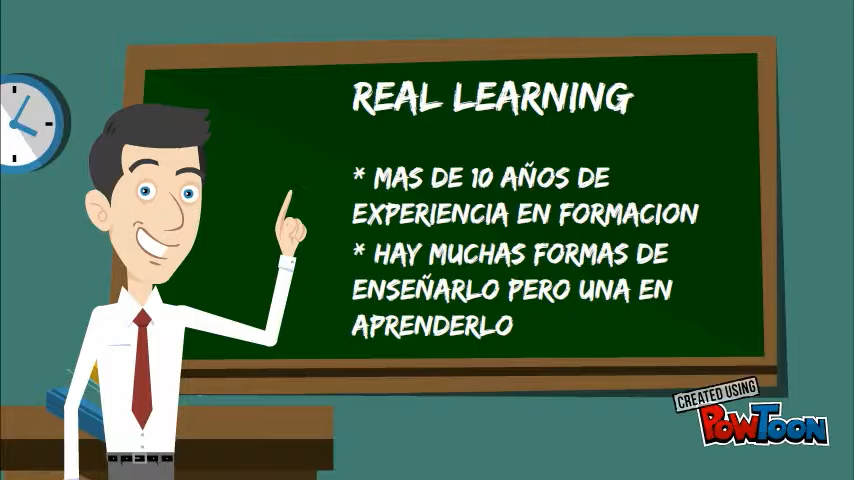 REAL LEARNING
* MAS DE 10 AÑOS DE
EXPERIENCIA EN FORMACION
* HAY MUCHAS FORMAS DE
ENSEÑARLO PERO UNA EN
APRENDERLO
CREATED USING
POWTOON